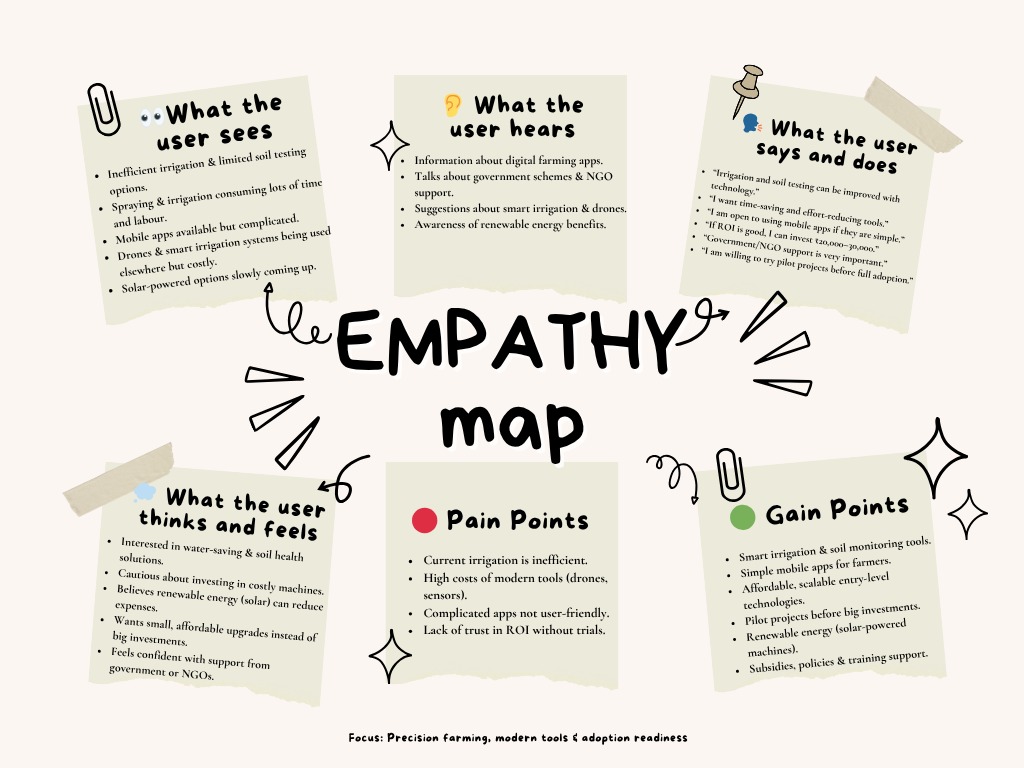 👀What the
user sees
• Inefficient irrigation & limited soil testing
options.
• Spraying & irrigation consuming lots of time
and labour.
• Mobile apps available but complicated.
• Drones & smart irrigation systems being used
elsewhere but costly.
• Solar-powered options slowly coming up.
👂 What the
user hears
• Information about digital farming apps.
• Talks about government schemes & NGO
support.
• Suggestions about smart irrigation & drones.
• Awareness of renewable energy benefits.
🗣️ What the user
says and does
• “Irrigation and soil testing can be improved with
technology.”
• “I want time-saving and effort-reducing tools.”
• “I am open to using mobile apps if they are simple.”
• “If ROI is good, I can invest ₹20,000–30,000.”
• “Government/NGO support is very important.”
• “I am willing to try pilot projects before full adoption.”
EMPATHY
map
💭 What the user
thinks and feels
• Interested in water-saving & soil health
solutions.
• Cautious about investing in costly machines.
• Believes renewable energy (solar) can reduce
expenses.
• Wants small, affordable upgrades instead of
big investments.
• Feels confident with support from
government or NGOs.
🔴 Pain Points
• Current irrigation is inefficient.
• High costs of modern tools (drones,
sensors).
• Complicated apps not user-friendly.
• Lack of trust in ROI without trials.
🟢 Gain Points
• Smart irrigation & soil monitoring tools.
• Simple mobile apps for farmers.
• Affordable, scalable entry-level
technologies.
• Pilot projects before big investments.
• Renewable energy (solar-powered
machines).
• Subsidies, policies & training support.
Focus: Precision farming, modern tools & adoption readiness